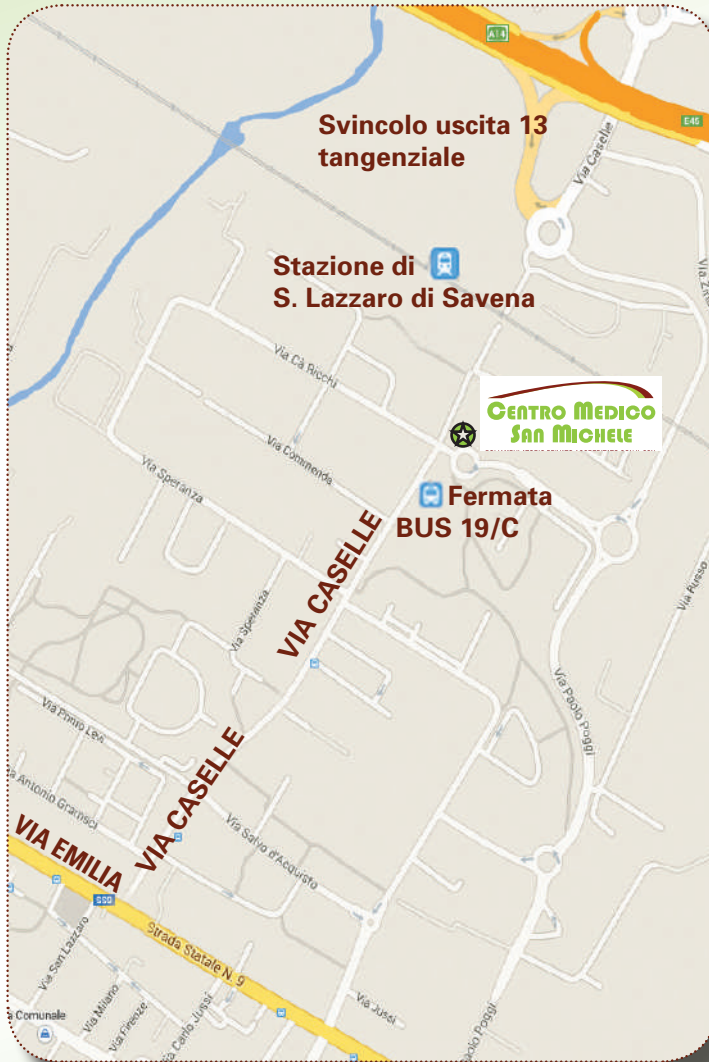 A14
E45
Svincolo uscita 13
tangenziale
Via Caselle
Stazione di
S. Lazzaro di Savena
Via Cà Ricchi
CENTRO MEDICO
SAN MICHELE
Via Commenda
Via Speranza
Fermata
BUS 19/C
VIA CASELLE
Via Speranza
Via Russo
Via Paolo Poggi
Via Primo Levi
VIA CASELLE
Antonio Gramsci
Via Salvo d'Acquisto
VIA EMILIA
SS9
Strada Statale N. 9
Via San Lazzaro
Via Milano
Via Firenze
Via Carlo Jussi
Via Jussi
Poggi
Comunale